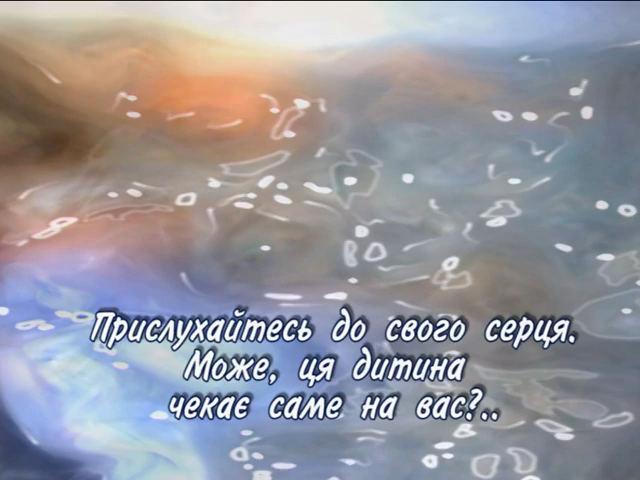 Прислухайтесь до свого серця.
Може, ця дитина
чекає саме на вас?..